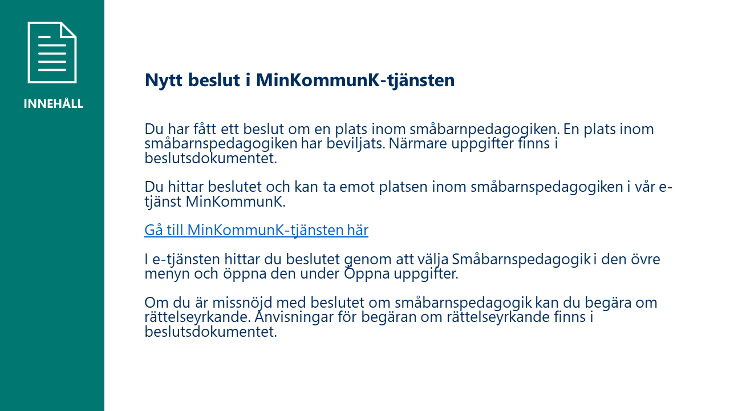 INNEHÅLL
Nytt beslut i MinKommunK-tjänsten
Du har fått ett beslut om en plats inom småbarnpedagogiken. En plats inom
småbarnspedagogiken har beviljats. Närmare uppgifter finns i
beslutsdokumentet.
Du hittar beslutet och kan ta emot platsen inom småbarnspedagogiken i vår e-
tjänst MinKommunK.
Gå till MinKommunK-tjänsten här
I e-tjänsten hittar du beslutet genom att välja Småbarnspedagogik i den övre
menyn och öppna den under Öppna uppgifter.
Om du är missnöjd med beslutet om småbarnspedagogik kan du begära om
rättelseyrkande. Anvisningar för begäran om rättelseyrkande finns i
beslutsdokumentet.